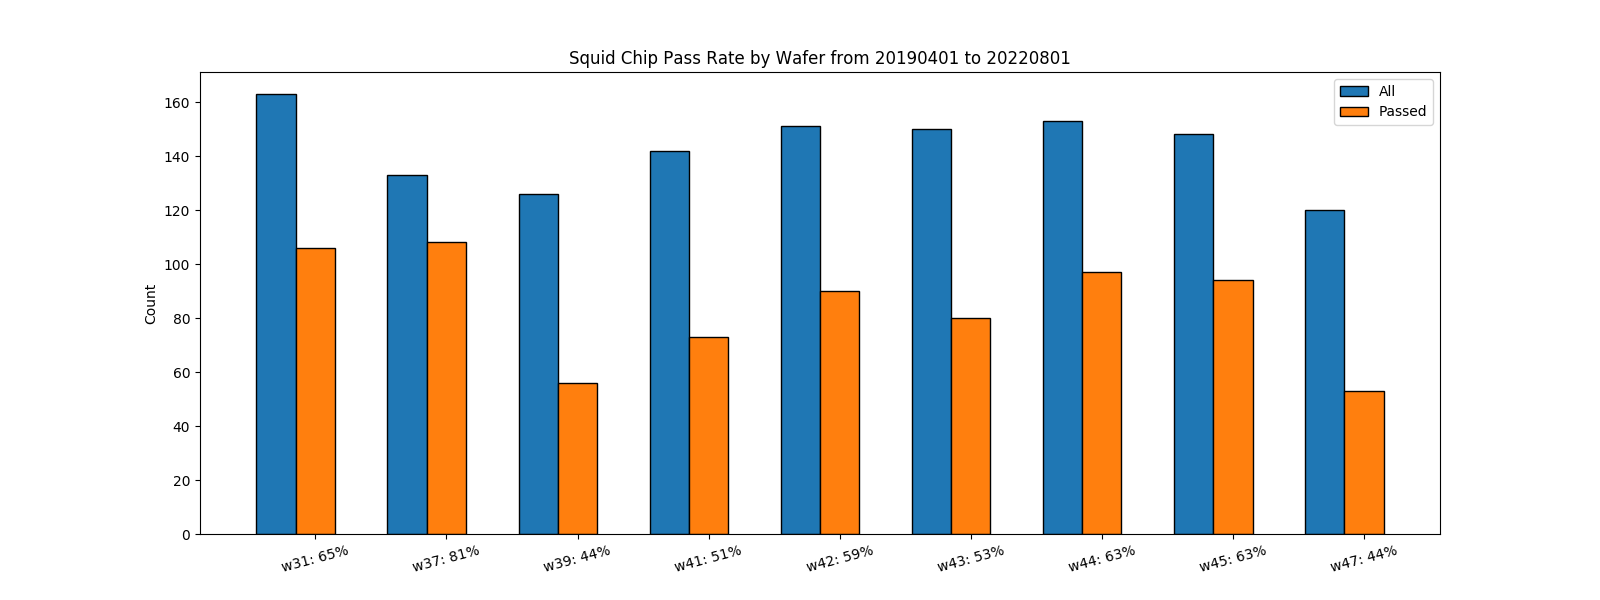 Squid Chip Pass Rate by Wafer from 20190401 to 20220801
All
Passed
Count
160
140
120
100
80
60
40
20
0
w31: 65%
w37: 81%
w39: 44%
w41: 51%
w42: 59%
w43: 53%
w44: 63%
w45: 63%
w47: 44%